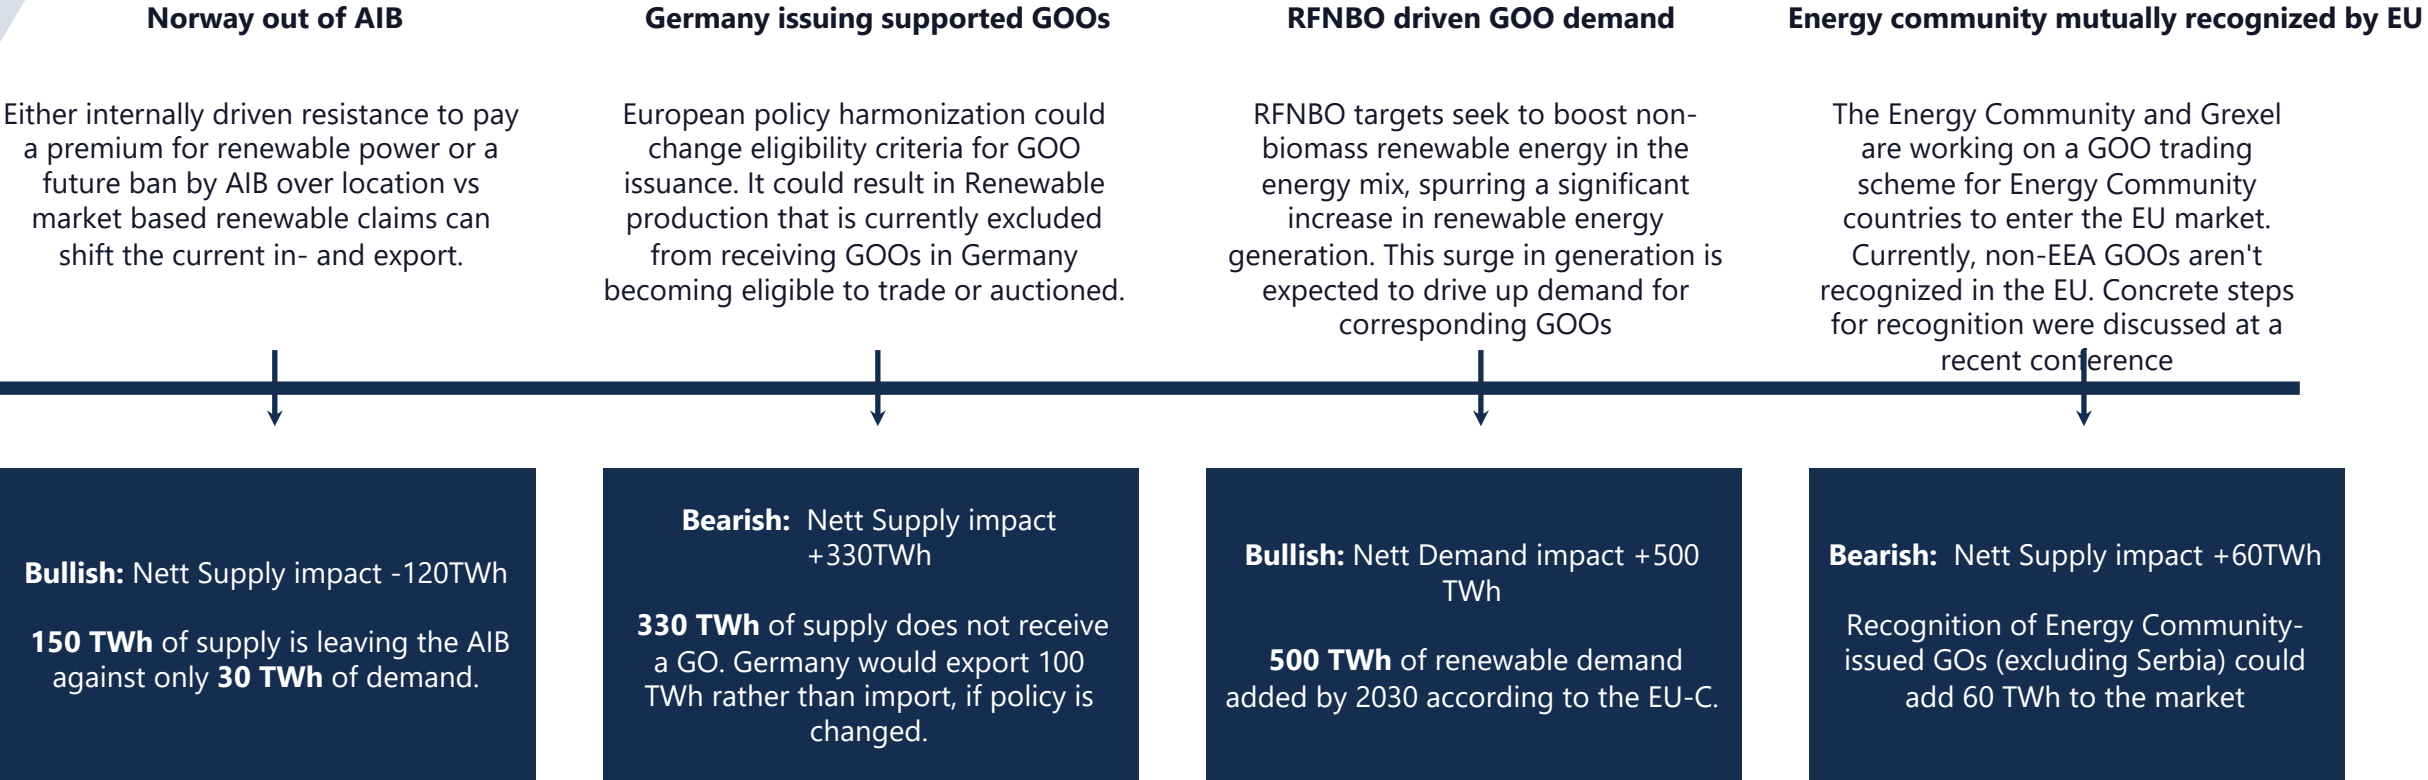 Norway out of AIB
Either internally driven resistance to pay
a premium for renewable power or a
future ban by AIB over location vs
market based renewable claims can
shift the current in- and export.
Bullish: Nett Supply impact -120TWh
150 TWh of supply is leaving the AIB
against only 30 TWh of demand.
Germany issuing supported GOOs
European policy harmonization could
change eligibility criteria for GOO
issuance. It could result in Renewable
production that is currently excluded
from receiving GOOs in Germany
becoming eligible to trade or auctioned.
Bearish: Nett Supply impact
+330TWh
330 TWh of supply does not receive
a GO. Germany would export 100
TWh rather than import, if policy is
changed.
RFNBO driven GOO demand
RFNBO targets seek to boost non-
biomass renewable energy in the
energy mix, spurring a significant
increase in renewable energy
generation. This surge in generation is
expected to drive up demand for
corresponding GOOs
Bullish: Nett Demand impact +500
TWh
500 TWh of renewable demand
added by 2030 according to the EU-C.
Energy community mutually recognized by EU
The Energy Community and Grexel
are working on a GOO trading
scheme for Energy Community
countries to enter the EU market.
Currently, non-EEA GOOs aren't
recognized in the EU. Concrete steps
for recognition were discussed at a
recent conference
Bearish: Nett Supply impact +60TWh
Recognition of Energy Community-
issued GOs (excluding Serbia) could
add 60 TWh to the market